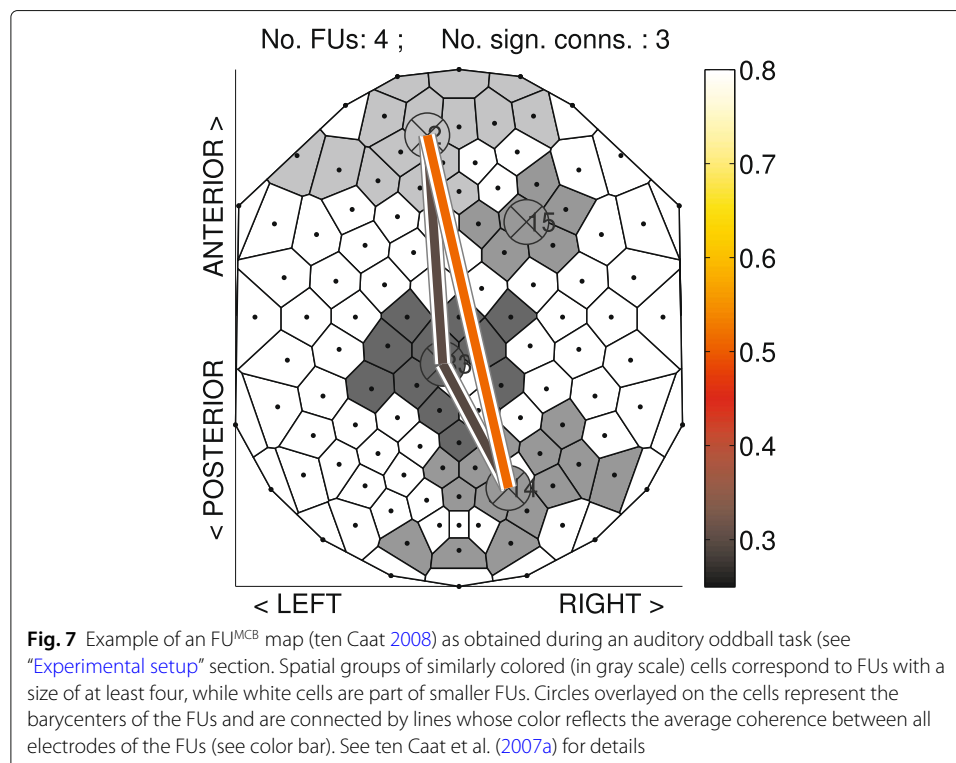 No. FUs: 4 ;   No. sign. conns. : 3
ANTERIOR >
< POSTERIOR
2
15
14
0.8
0.7
0.6
0.5
0.4
0.3
< LEFT
RIGHT >
Fig. 7 Example of an FUMCB map (ten Caat 2008) as obtained during an auditory oddball task (see
"Experimental setup" section. Spatial groups of similarly colored (in gray scale) cells correspond to FUs with a
size of at least four, while white cells are part of smaller FUs. Circles overlayed on the cells represent the
barycenters of the FUs and are connected by lines whose color reflects the average coherence between all
electrodes of the FUs (see color bar). See ten Caat et al. (2007a) for details